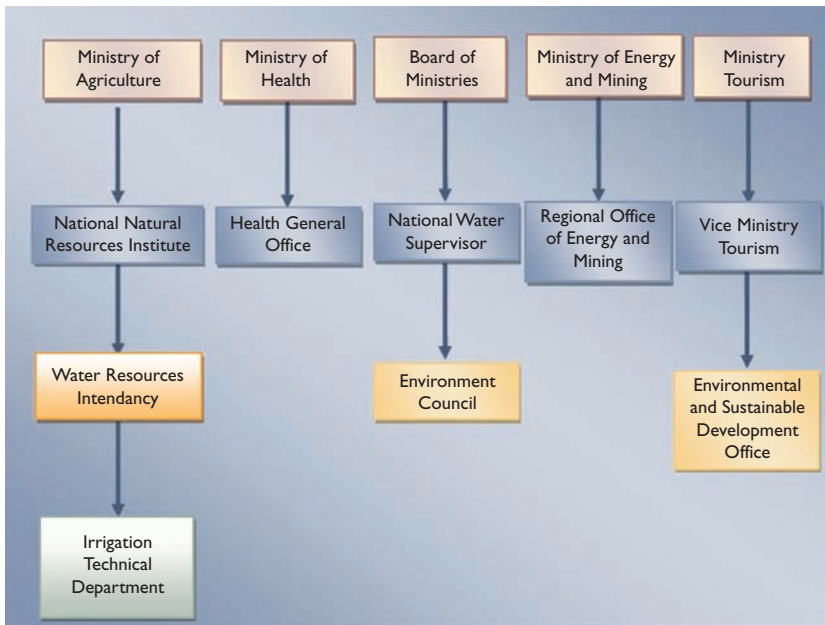 Ministry of
Agriculture
Ministry of
Health
Board of
Ministries
Ministry of Energy
and Mining
Ministry
Tourism
National Natural
Resources Institute
Health General
Office
National Water
Supervisor
Regional Office
of Energy and
Mining
Vice Ministry
Tourism
Water Resources
Intendancy
Environment
Council
Environmental
and Sustainable
Development
Office
Irrigation
Technical
Department